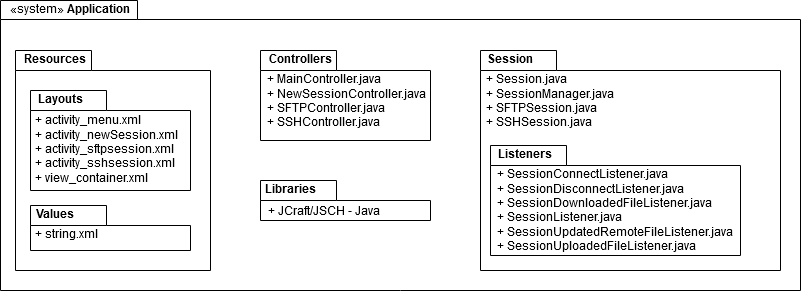 «system» Application
Resources
Layouts
+ activity_menu.xml
+ activity_newSession.xml
+ activity_sftpsession.xml
+ activity_sshsession.xml
+ view_container.xml
Values
+ string.xml
Controllers
+ MainController.java
+ NewSessionController.java
+ SFTPController.java
+ SSHController.java
Libraries
+ JCraft/JSCH - Java
Session
+ Session.java
+ SessionManager.java
+ SFTPSession.java
+ SSHSession.java
Listeners
+ SessionConnectListener.java
+ SessionDisconnectListener.java
+ SessionDownloadedFileListener.java
+ SessionListener.java
+ SessionUpdatedRemoteFileListener.java
+ SessionUploadedFileListener.java